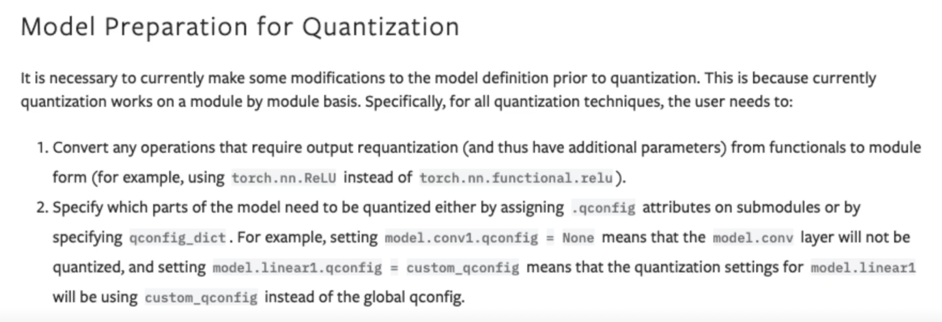 Model Preparation for Quantization
It is necessary to currently make some modifications to the model definition prior to quantization. This is because currently
quantization works on a module by module basis. Specifically, for all quantization techniques, the user needs to:
1. Convert any operations that require output requantization (and thus have additional parameters) from functionals to module
form (for example, using torch.nn.ReLU instead of torch.nn.functional.relu).
2. Specify which parts of the model need to be quantized either by assigning .qconfig attributes on submodules or by
specifying qconfig_dict. For example, setting model.conv1.qconfig = None means that the model.conv layer will not be
quantized, and setting model.linear1.qconfig = custom_qconfig means that the quantization settings for model.linear1
will be using custom_qconfig instead of the global qconfig.